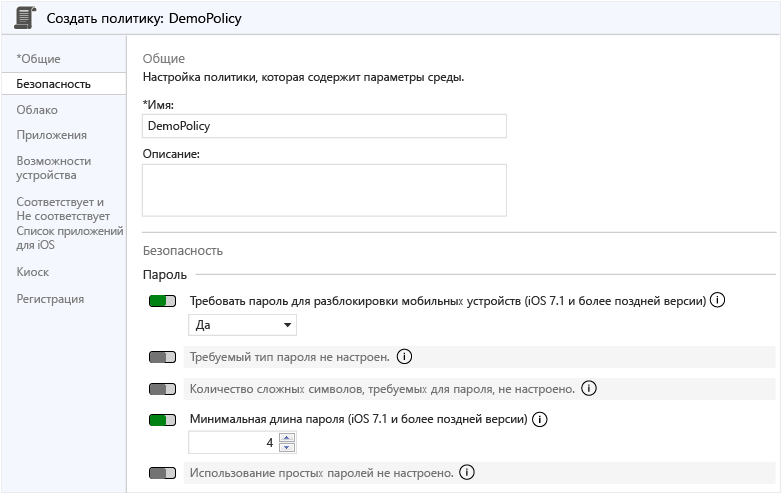 Создать политику: DemoPolicy
*Общие
Безопасность
Облако
Приложения
Возможности
устройства
Соответствует и
Не соответствует
Список приложений
для iOS
Киоск
Регистрация
Общие
Настройка политики, которая содержит параметры среды.
*Имя:
DemoPolicy
Описание:
Безопасность
Пароль
Требовать пароль для разблокировки мобильных устройств (iOS 7.1 и более поздней версии)
Да
Требуемый тип пароля не настроен.
Количество сложных символов, требуемых для пароля, не настроено.
Минимальная длина пароля (iOS 7.1 и более поздней версии)
4
Использование простых паролей не настроено.